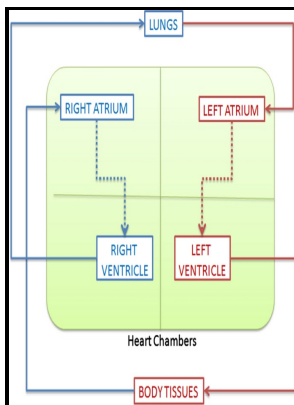 LUNGS
RIGHT ATRIUM
LEFT ATRIUM
RIGHT
VENTRICLE
LEFT
VENTRICLE
Heart Chambers
BODY TISSUES